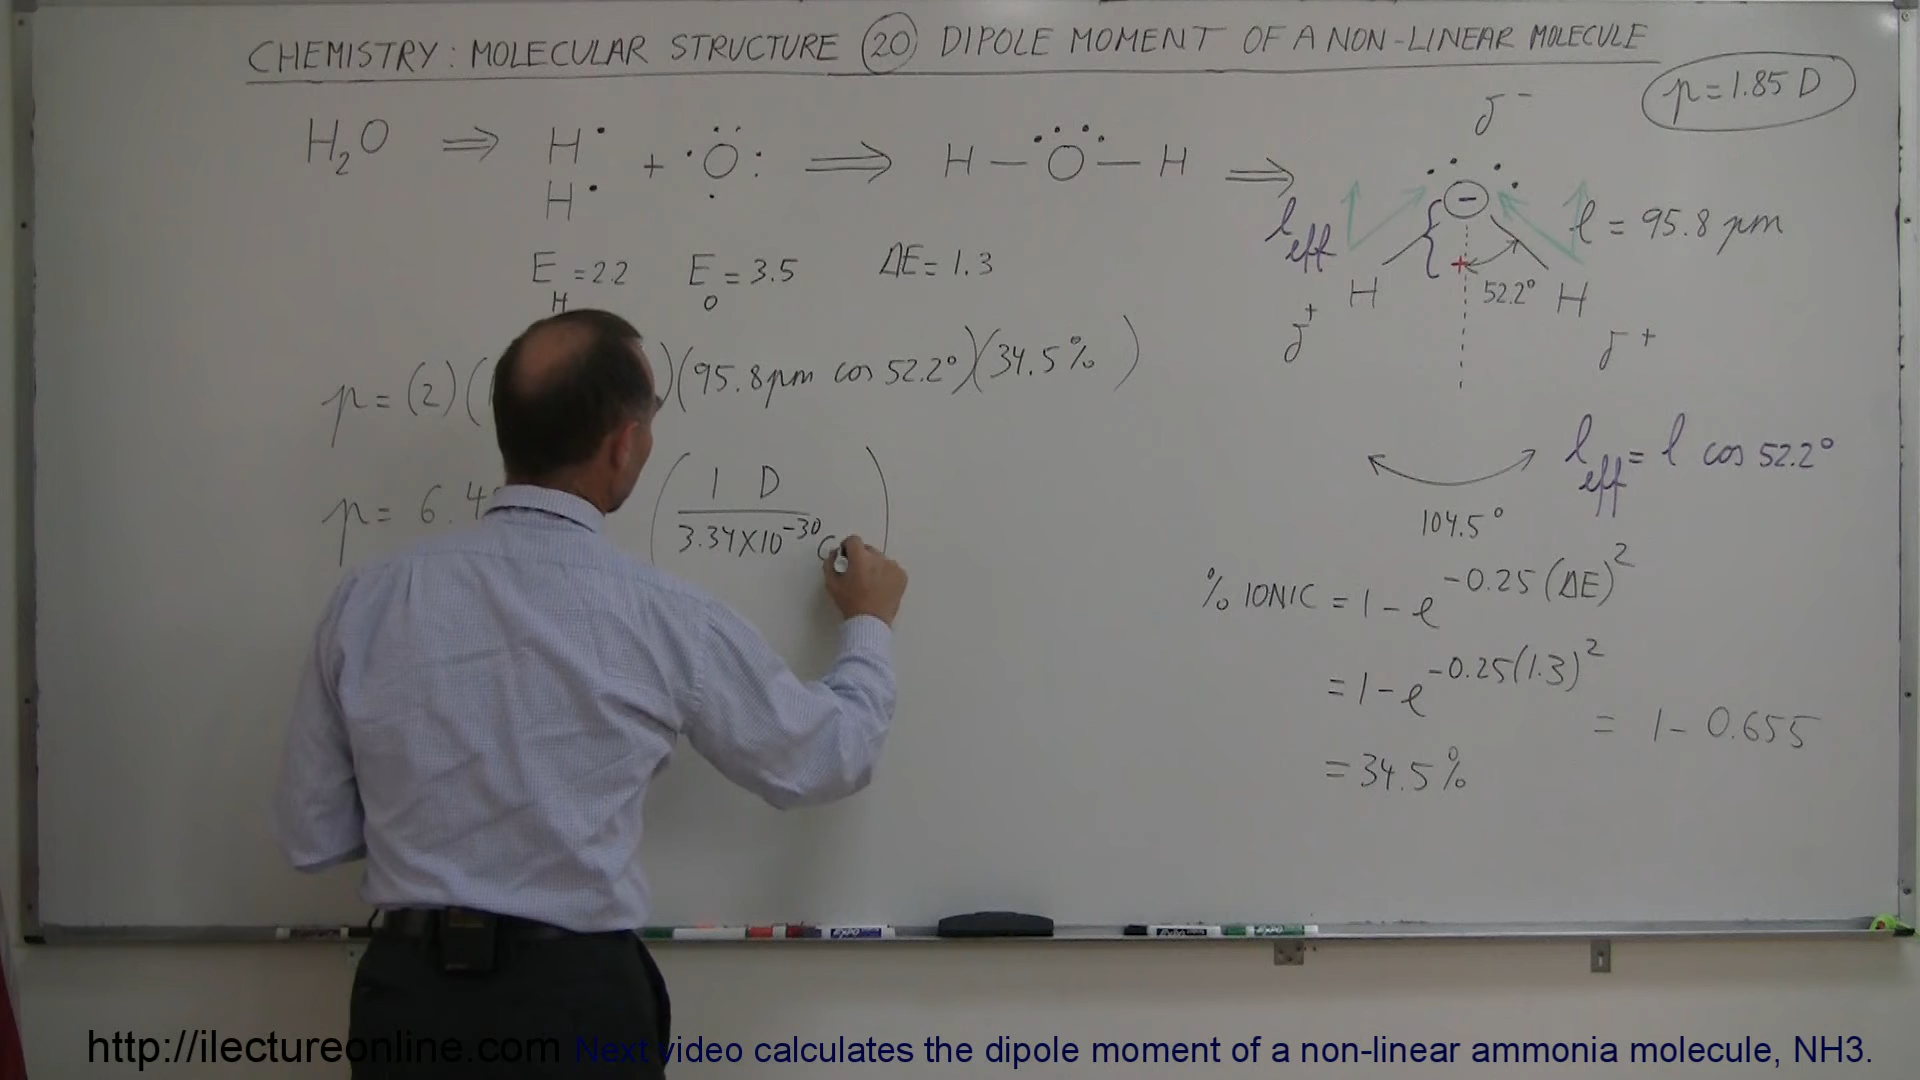 CHEMISTRY: MOLECULAR STRUCTURE (20) DIPOLE MOMENT OF A NON-LINEAR MOLECULE
p = 1.85 D
H₂O ⇒ H• H• + O ⇒ H – O – H ⇒
δ⁻
ℓeff
ℓ = 95.8 pm
H 52.2° H
δ⁺ δ⁺
E_H = 2.2 E_O = 3.5 ΔE = 1.3
p = (2)( )(95.8 pm cos 52.2°)(34.5%)
ℓeff = ℓ cos 52.2°
104.5°
p = 6.4 (1 D / 3.34×10⁻³⁰ C
% IONIC = 1 - e^-0.25(ΔE)²
= 1 - e^-0.25(1.3)²
= 1 - 0.655
= 34.5%
http://ilectureonline.com Next video calculates the dipole moment of a non-linear ammonia molecule, NH3.